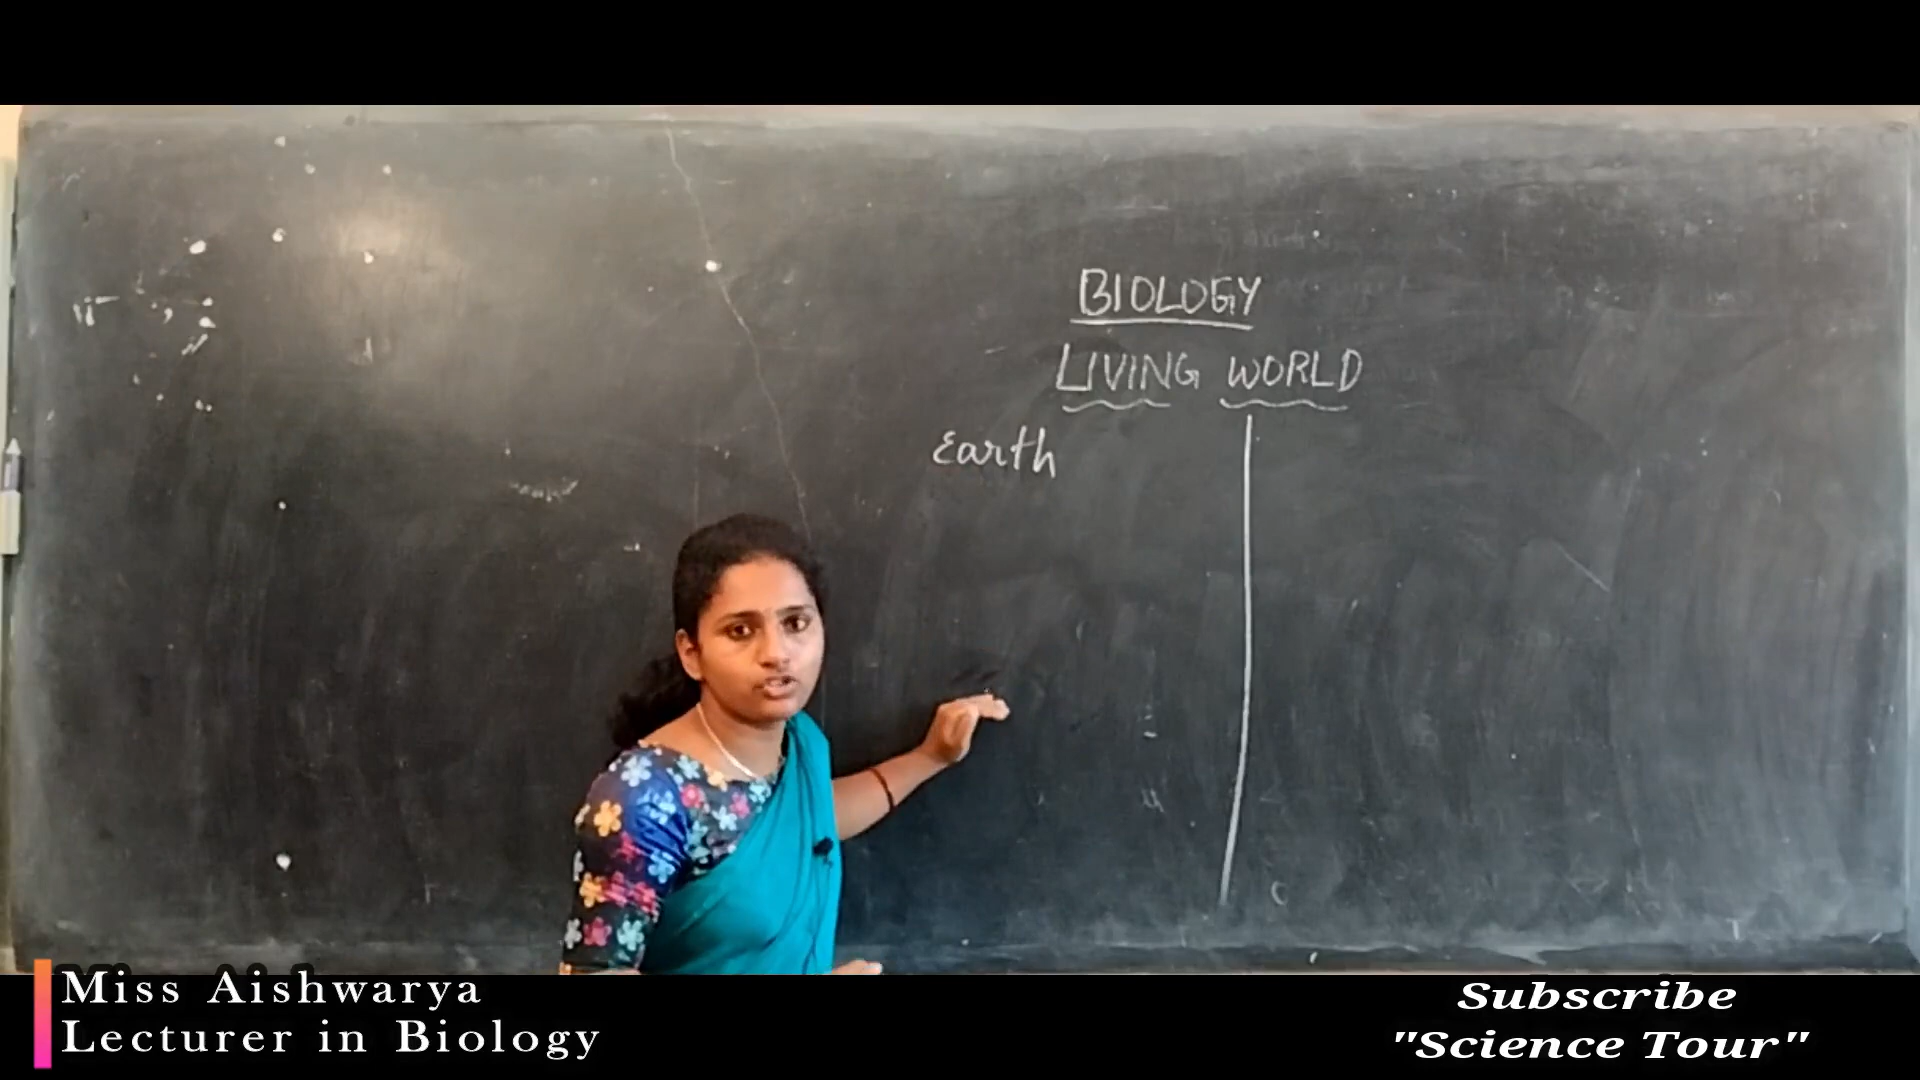 BIOLOGY
LIVING WORLD
Earth
Miss Aishwarya
Lecturer in Biology
Subscribe
"Science Tour"